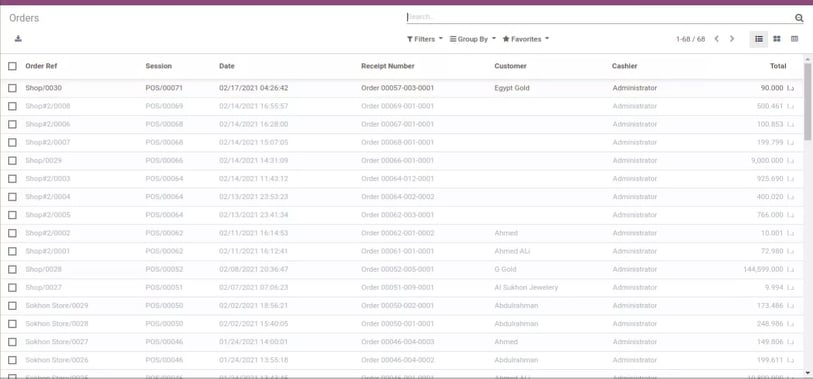 Orders
Search...
Filters Group By Favorites 1-68 / 68
Order Ref Session Date Receipt Number Customer Cashier Total
Shop/0030 POS/00071 02/17/2021 04:26:42 Order 00057-003-0001 Egypt Gold Administrator 90.000 د.ا
Shop#2/0008 POS/00069 02/14/2021 16:55:57 Order 00069-001-0001 Administrator 500.461 د.ا
Shop#2/0006 POS/00068 02/14/2021 16:28:00 Order 00067-001-0001 Administrator 100.853 د.ا
Shop#2/0007 POS/00068 02/14/2021 15:07:05 Order 00068-001-0001 Administrator 199.799 د.ا
Shop/0029 POS/00066 02/14/2021 14:31:09 Order 00066-001-0001 Administrator 9,000.000 د.ا
Shop#2/0003 POS/00064 02/14/2021 11:43:12 Order 00064-012-0001 Administrator 925.690 د.ا
Shop#2/0004 POS/00064 02/13/2021 23:53:23 Order 00064-002-0002 Administrator 400.020 د.ا
Shop#2/0005 POS/00064 02/13/2021 23:41:34 Order 00062-003-0001 Administrator 766.000 د.ا
Shop#2/0002 POS/00062 02/11/2021 16:14:53 Order 00062-001-0002 Ahmed Administrator 10.001 د.ا
Shop#2/0001 POS/00062 02/11/2021 16:12:41 Order 00061-001-0001 Ahmed ALi Administrator 72.980 د.ا
Shop/0028 POS/00052 02/08/2021 20:36:47 Order 00052-005-0001 G Gold Administrator 144,599.000 د.ا
Shop/0027 POS/00051 02/07/2021 07:06:23 Order 00051-009-0001 Al Sukhon Jewelery Administrator 9.994 د.ا
Sokhon Store/0029 POS/00050 02/02/2021 18:56:21 Order 00050-002-0001 Abdulrahman Administrator 173.486 د.ا
Sokhon Store/0028 POS/00050 02/02/2021 13:40:05 Order 00050-001-0001 Abdulrahman Administrator 248.986 د.ا
Sokhon Store/0027 POS/00046 01/24/2021 14:00:01 Order 00046-004-0003 Ahmed Administrator 149.806 د.ا
Sokhon Store/0026 POS/00046 01/24/2021 13:55:18 Order 00046-004-0002 Abdulrahman Administrator 199.611 د.ا